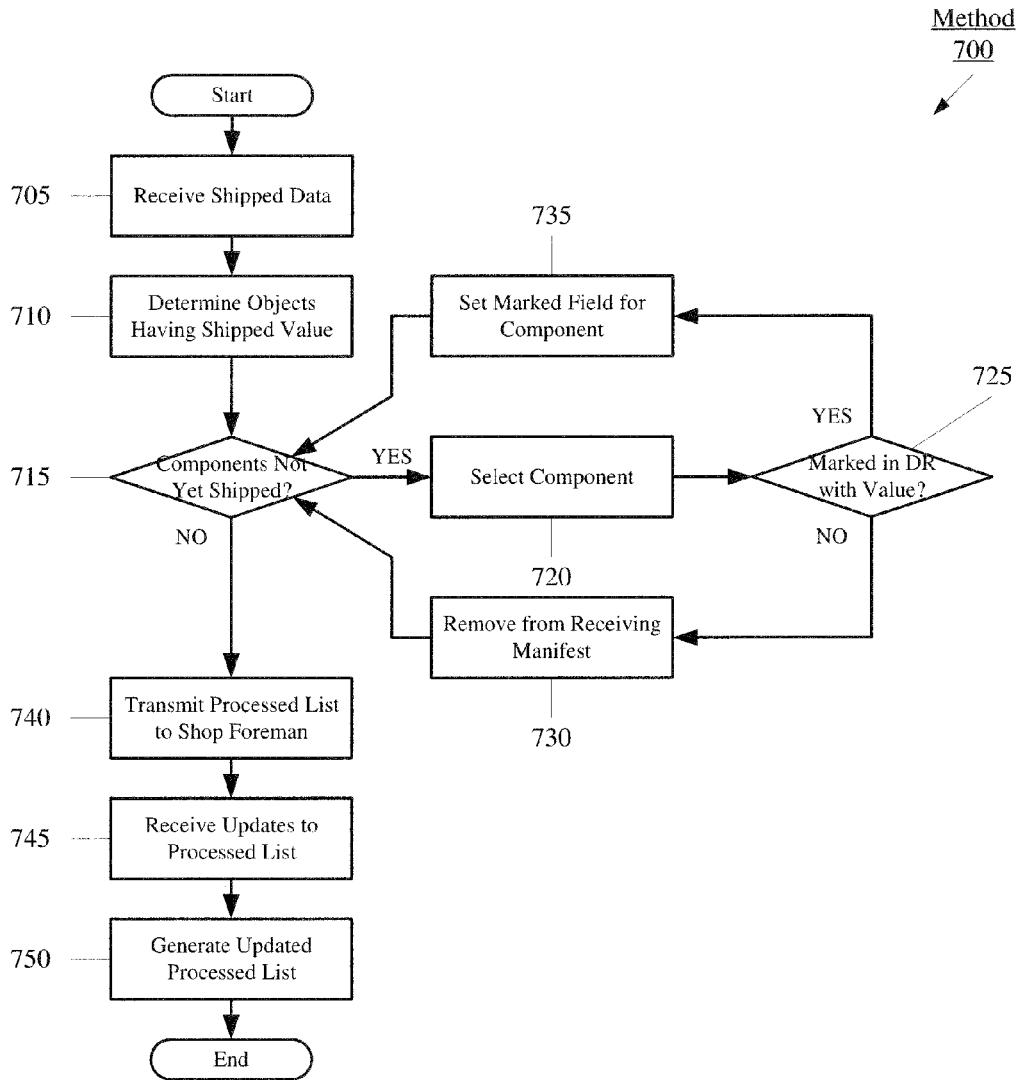 Method
700
Start
705
Receive Shipped Data
735
710
Determine Objects
Having Shipped Value
Set Marked Field for
Component
725
YES
715
Components Not
Yet Shipped?
YES
Select Component
Marked in DR
with Value?
NO
720
NO
Remove from Receiving
Manifest
730
740
Transmit Processed List
to Shop Foreman
745
Receive Updates to
Processed List
750
Generate Updated
Processed List
End